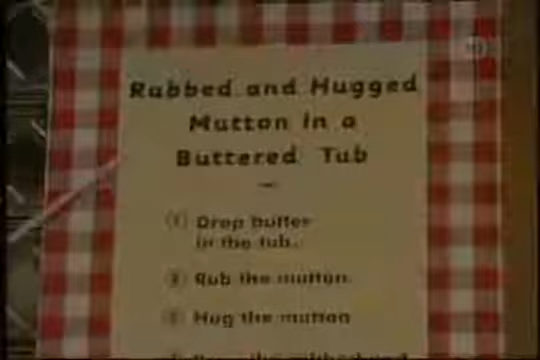 Rubbed and Hugged
Mutton in a
Buttered Tub
① Drop butter
in the tub.
② Rub the mutton.
③ Hug the mutton
the